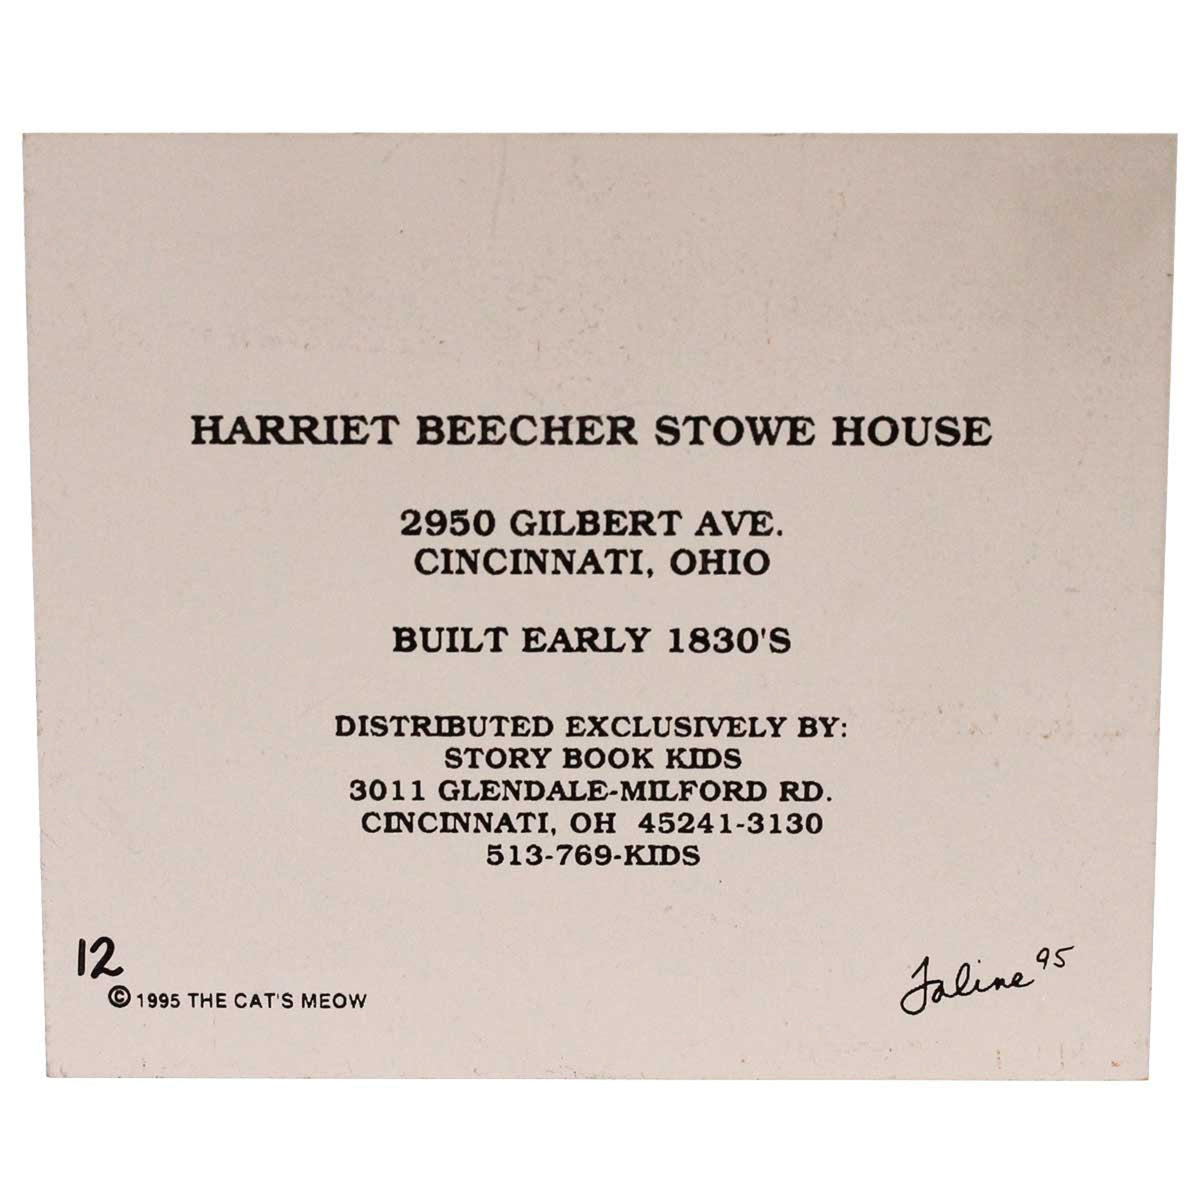 HARRIET BEECHER STOWE HOUSE
2950 GILBERT AVE.
CINCINNATI, OHIO
BUILT EARLY 1830'S
DISTRIBUTED EXCLUSIVELY BY:
STORY BOOK KIDS
3011 GLENDALE-MILFORD RD.
CINCINNATI, OH 45241-3130
513-769-KIDS
12
© 1995 THE CAT'S MEOW
Faline 95